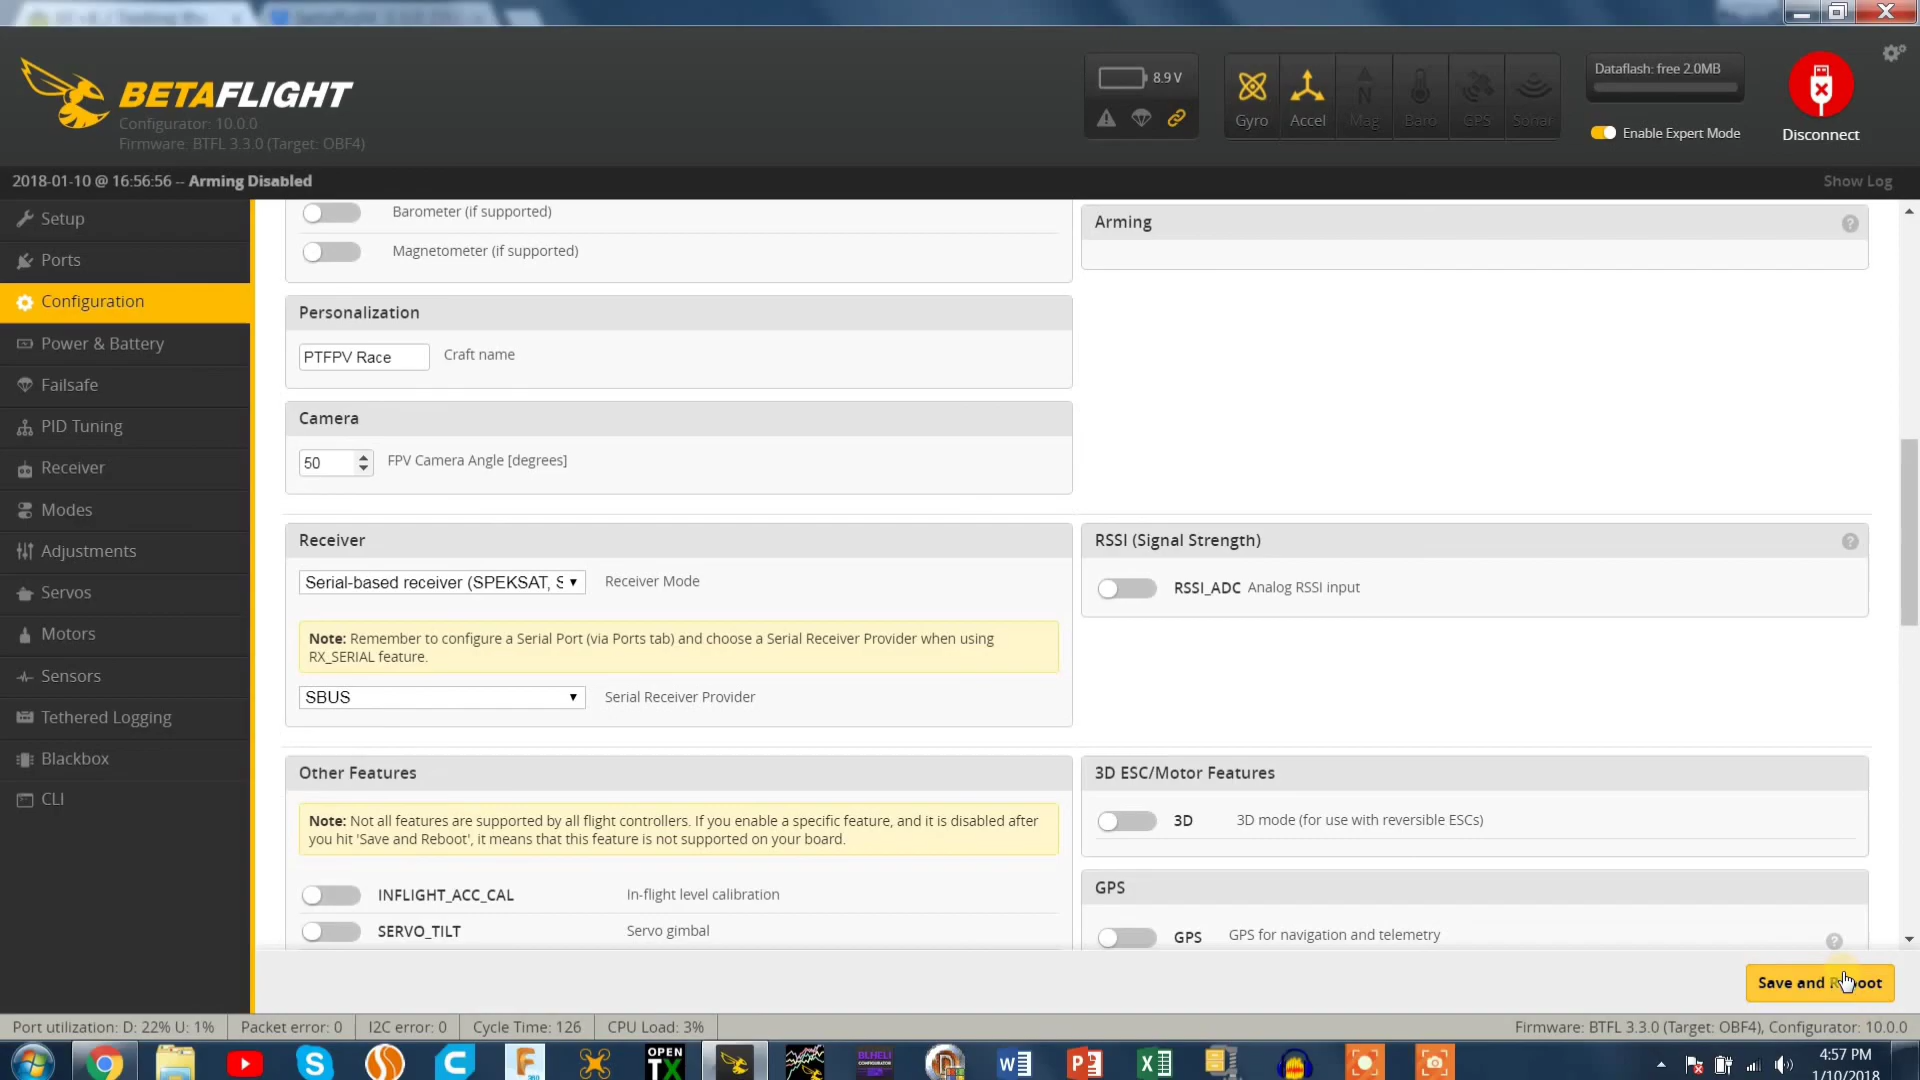 BETAFLIGHT
Configurator: 10.0.0
Firmware: BTFL 3.3.0 (Target: OBF4)
8.9 V
Gyro
Accel
Mag
Baro
GPS
Sonar
Dataflash: free 2.0MB
Enable Expert Mode
Disconnect
2018-01-10 @ 16:56:56 -- Arming Disabled
Show Log
Setup
Ports
Configuration
Power & Battery
Failsafe
PID Tuning
Receiver
Modes
Adjustments
Servos
Motors
Sensors
Tethered Logging
Blackbox
CLI
Barometer (if supported)
Magnetometer (if supported)
Arming
Personalization
PTFPV Race
Craft name
Camera
50
FPV Camera Angle [degrees]
Receiver
Serial-based receiver (SPEKSAT, S
Receiver Mode
Note: Remember to configure a Serial Port (via Ports tab) and choose a Serial Receiver Provider when using
RX_SERIAL feature.
SBUS
Serial Receiver Provider
RSSI (Signal Strength)
RSSI_ADC Analog RSSI input
Other Features
Note: Not all features are supported by all flight controllers. If you enable a specific feature, and it is disabled after
you hit 'Save and Reboot', it means that this feature is not supported on your board.
INFLIGHT_ACC_CAL In-flight level calibration
SERVO_TILT Servo gimbal
3D ESC/Motor Features
3D 3D mode (for use with reversible ESCs)
GPS
GPS GPS for navigation and telemetry
Save and Reboot
Port utilization: D: 22% U: 1%
Packet error: 0
I2C error: 0
Cycle Time: 126
CPU Load: 3%
Firmware: BTFL 3.3.0 (Target: OBF4), Configurator: 10.0.0
OPEN
TX
BLHELI
4:57 PM
1/10/2018